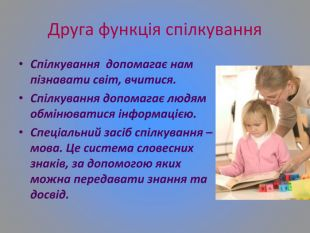 Друга функція спілкування
• Спілкування допомагає нам
пізнавати світ, вчитися.
• Спілкування допомагає людям
обмінюватися інформацією.
• Спеціальний засіб спілкування –
мова. Це система словесних
знаків, за допомогою яких
можна передавати знання та
досвід.